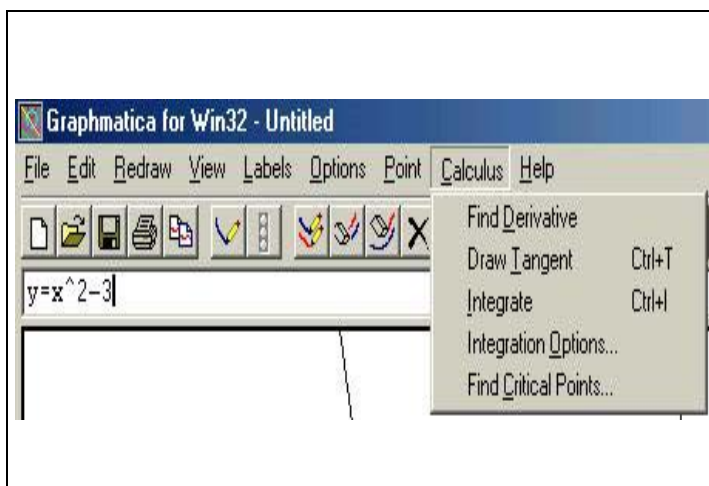 Graphmatica for Win32 - Untitled
File Edit Redraw View Labels Options Point Calculus Help
y=x^2-3
Find Derivative
Draw Tangent Ctrl+T
Integrate Ctrl+I
Integration Options...
Find Critical Points...